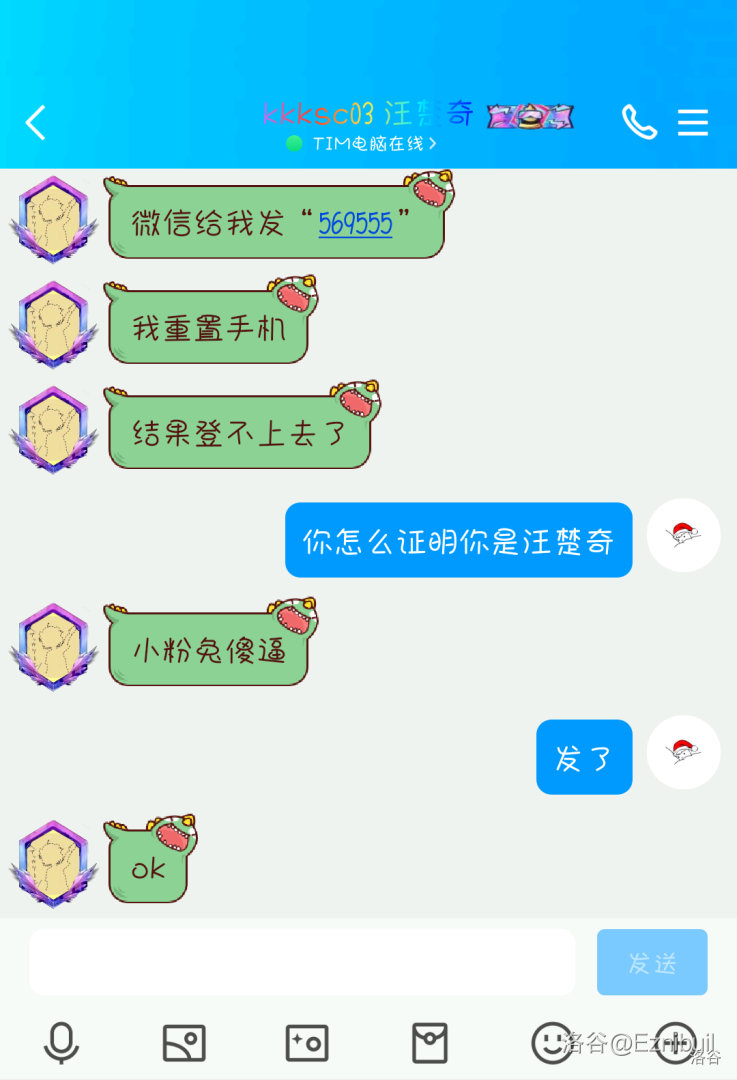 kkksc03 汪楚奇
TIM电脑在线>
微信给我发“569555”
我重置手机
结果登不上去了
你怎么证明你是汪楚奇
小粉兔傻逼
发了
ok
发送
洛谷@Eznibuil
洛谷